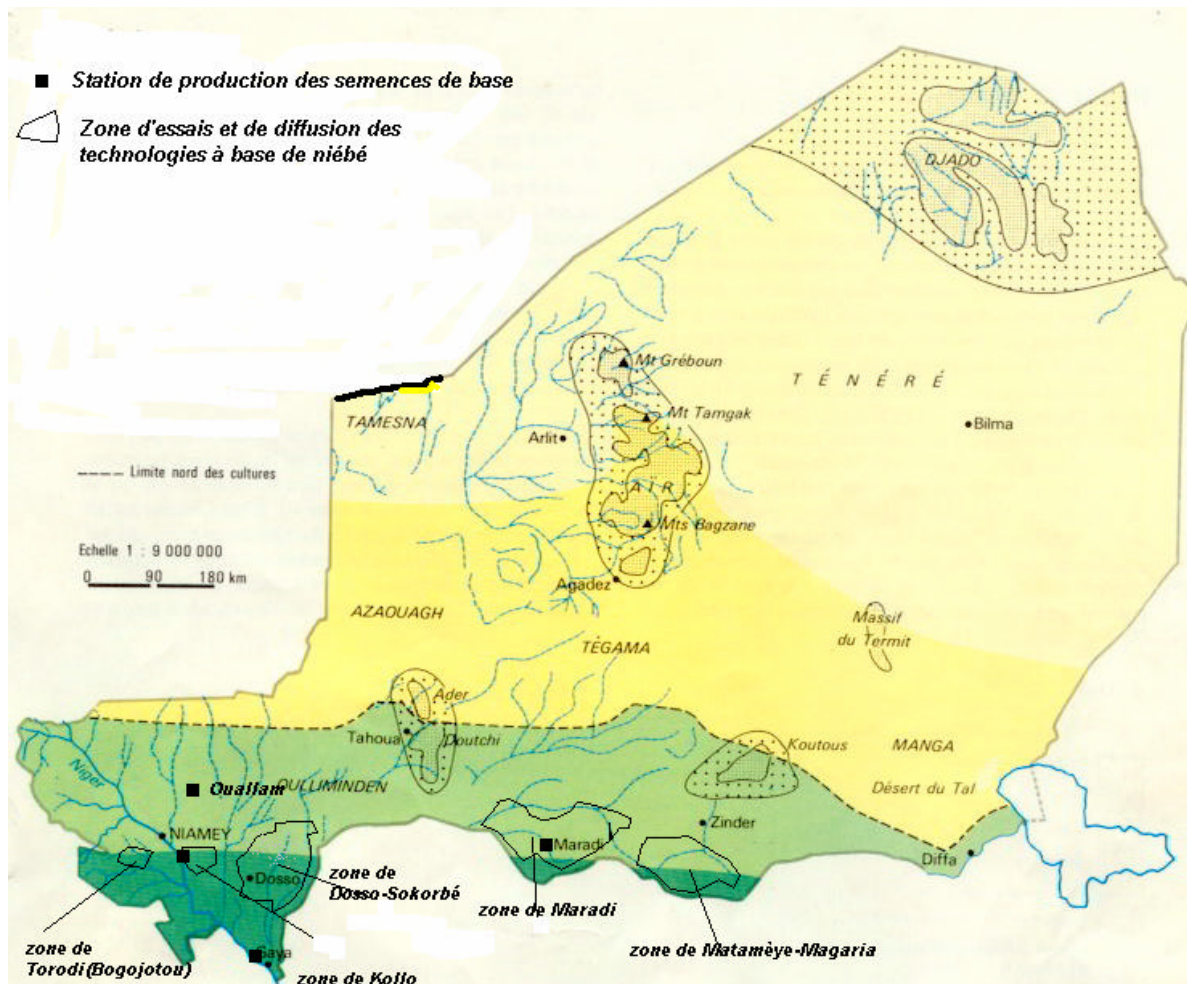 Station de production des semences de base
Zone d'essais et de diffusion des
technologies à base de niébé
DJADO
Mt Gréboun
TÉNÉRÉ
Mt Tamgak
TAMESNA
Arlit
Bilma
Limite nord des cultures
AIR
Mts Bagzane
Echelle 1 : 9 000 000
0 90 180 km
Agadez
AZAOUAGH
Massif
du Termit
TÉGAMA
Ader
Tahoua
Doutchi
Koutous
MANGA
Niger
Ouallam
OULLIMINDEN
Désert du Tal
NIAMEY
Zinder
Maradi
Diffa
Dosso
zone de
Dosso-Sokorbé
zone de Maradi
zone de Matamèye-Magaria
zone de
Torodi(Bogojotou)
Gaya
zone de Kollo